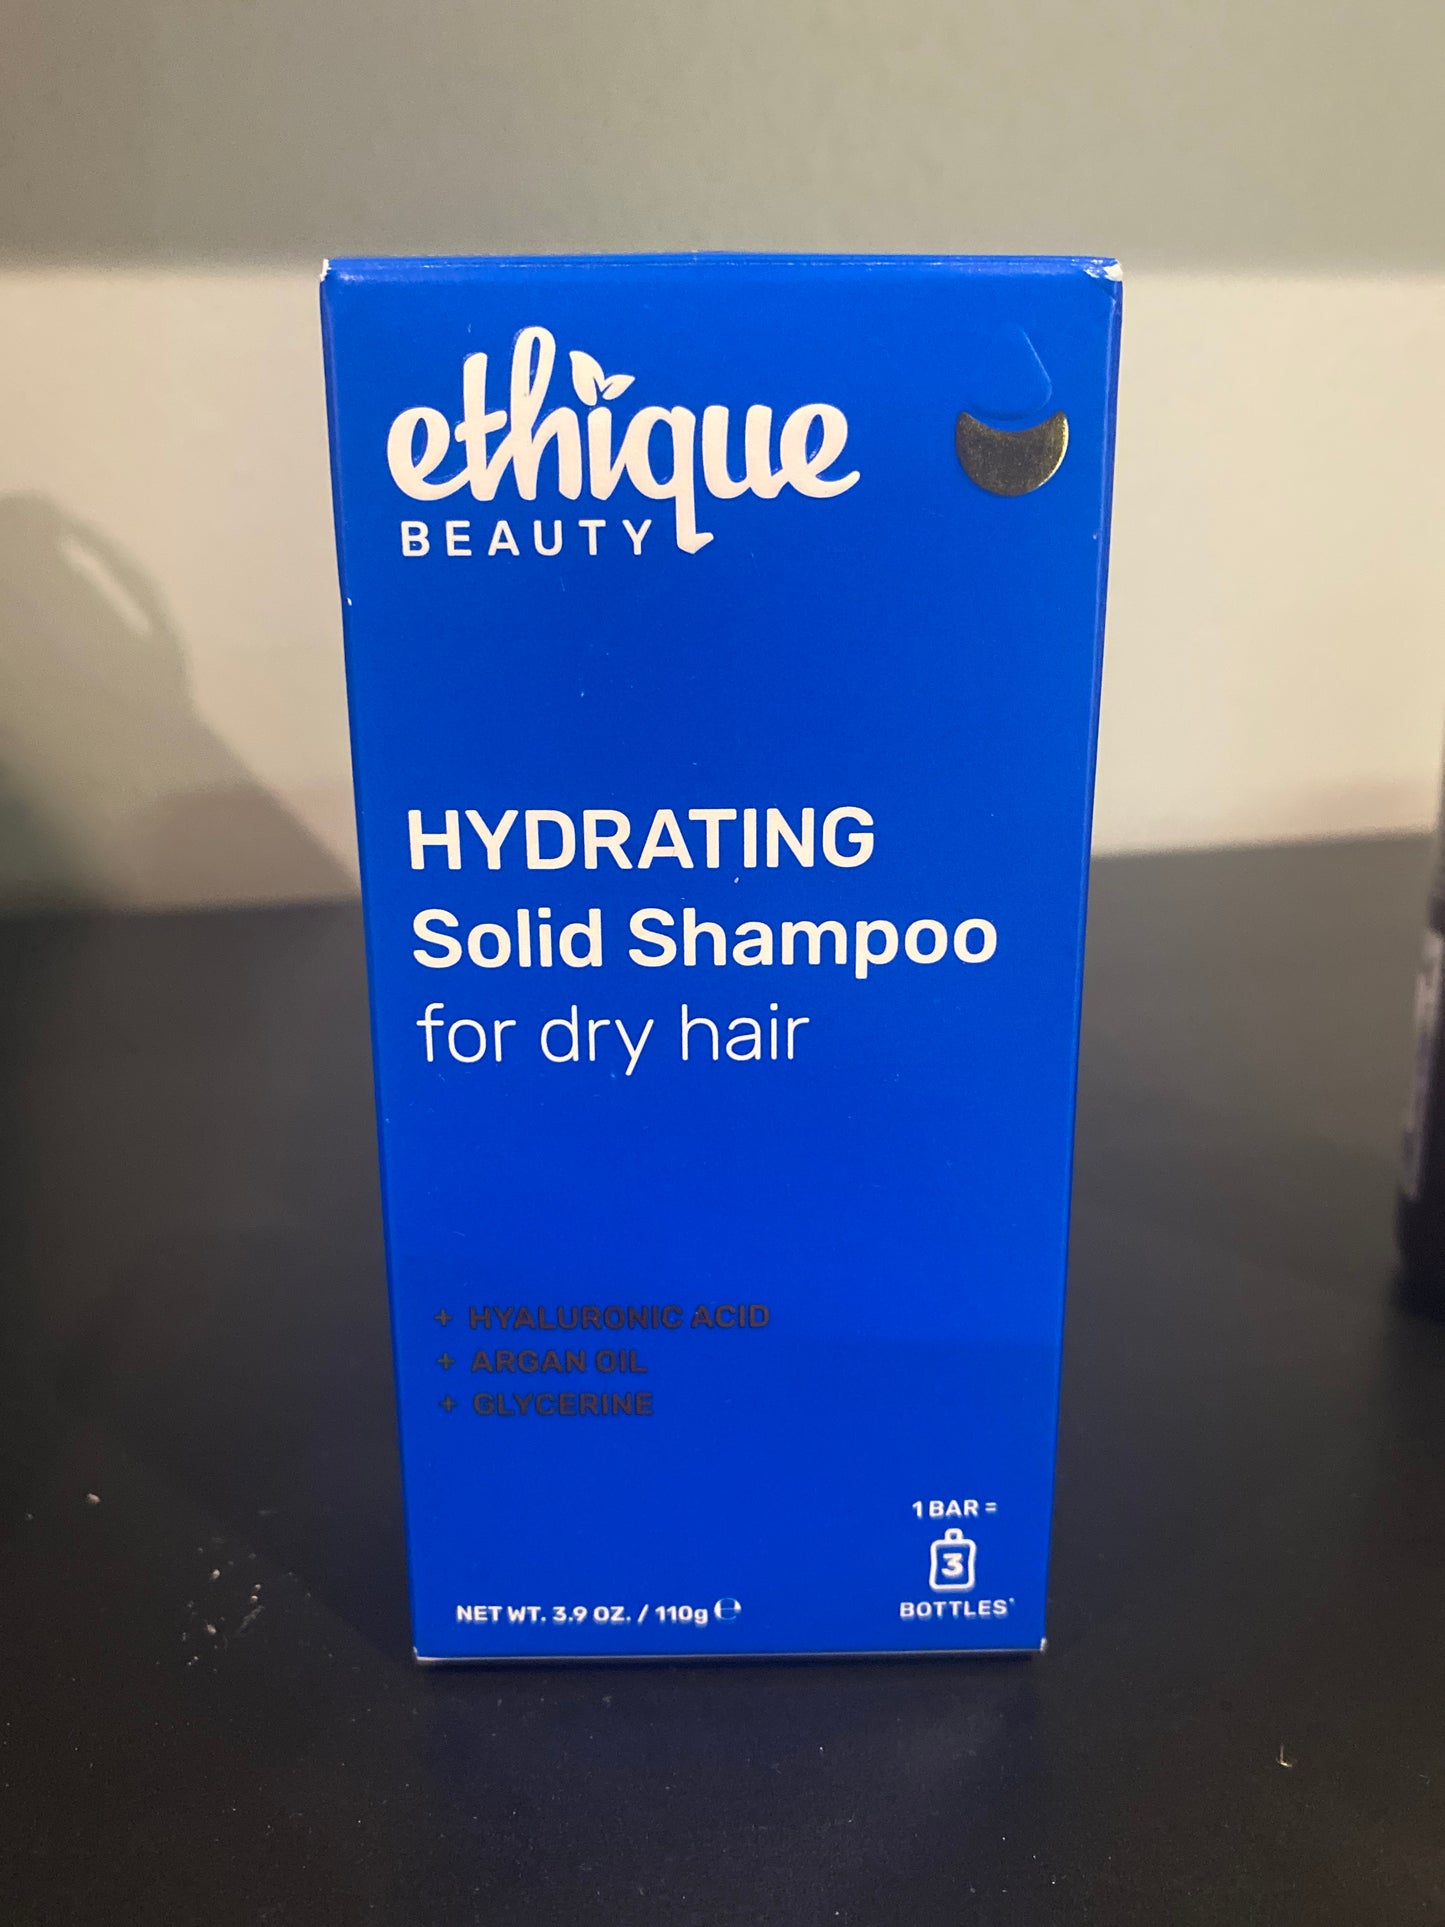 ethique
BEAUTY
HYDRATING
Solid Shampoo
for dry hair
+ HYALURONIC ACID
+ ARGAN OIL
+ GLYCERINE
1 BAR =
3
BOTTLES*
NET WT. 3.9 OZ. / 110g ℮